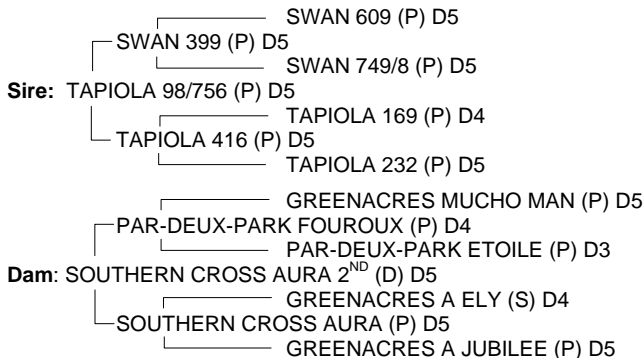 SWAN 609 (P) D5
SWAN 399 (P) D5
SWAN 749/8 (P) D5
Sire: TAPIOLA 98/756 (P) D5
TAPIOLA 169 (P) D4
TAPIOLA 416 (P) D5
TAPIOLA 232 (P) D5
GREENACRES MUCHO MAN (P) D5
PAR-DEUX-PARK FOUROUX (P) D4
PAR-DEUX-PARK ETOILE (P) D3
Dam: SOUTHERN CROSS AURA 2ND (D) D5
GREENACRES A ELY (S) D4
SOUTHERN CROSS AURA (P) D5
GREENACRES A JUBILEE (P) D5